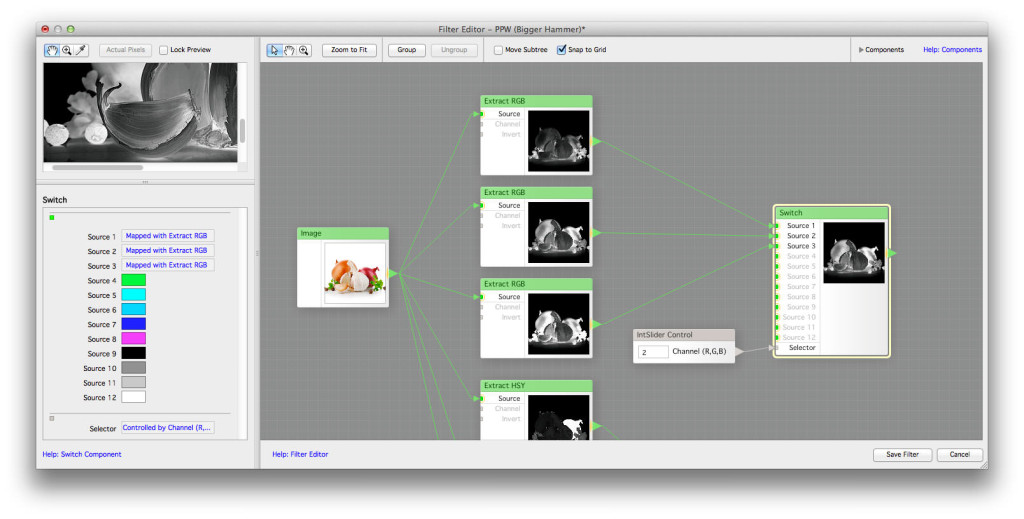 Filter Editor – PPW (Bigger Hammer)*
Actual Pixels
Lock Preview
Zoom to Fit
Group
Ungroup
Move Subtree
Snap to Grid
Components
Help: Components
Switch
Source 1 Mapped with Extract RGB
Source 2 Mapped with Extract RGB
Source 3 Mapped with Extract RGB
Source 4
Source 5
Source 6
Source 7
Source 8
Source 9
Source 10
Source 11
Source 12
Selector Controlled by Channel (R,...
Help: Switch Component
Image
Extract RGB
Source
Channel
Invert
Extract RGB
Source
Channel
Invert
Extract RGB
Source
Channel
Invert
Extract HSY
Source
Channel
Invert
IntSlider Control
2 Channel (R,G,B)
Switch
Source 1
Source 2
Source 3
Source 4
Source 5
Source 6
Source 7
Source 8
Source 9
Source 10
Source 11
Source 12
Selector
Help: Filter Editor
Save Filter
Cancel